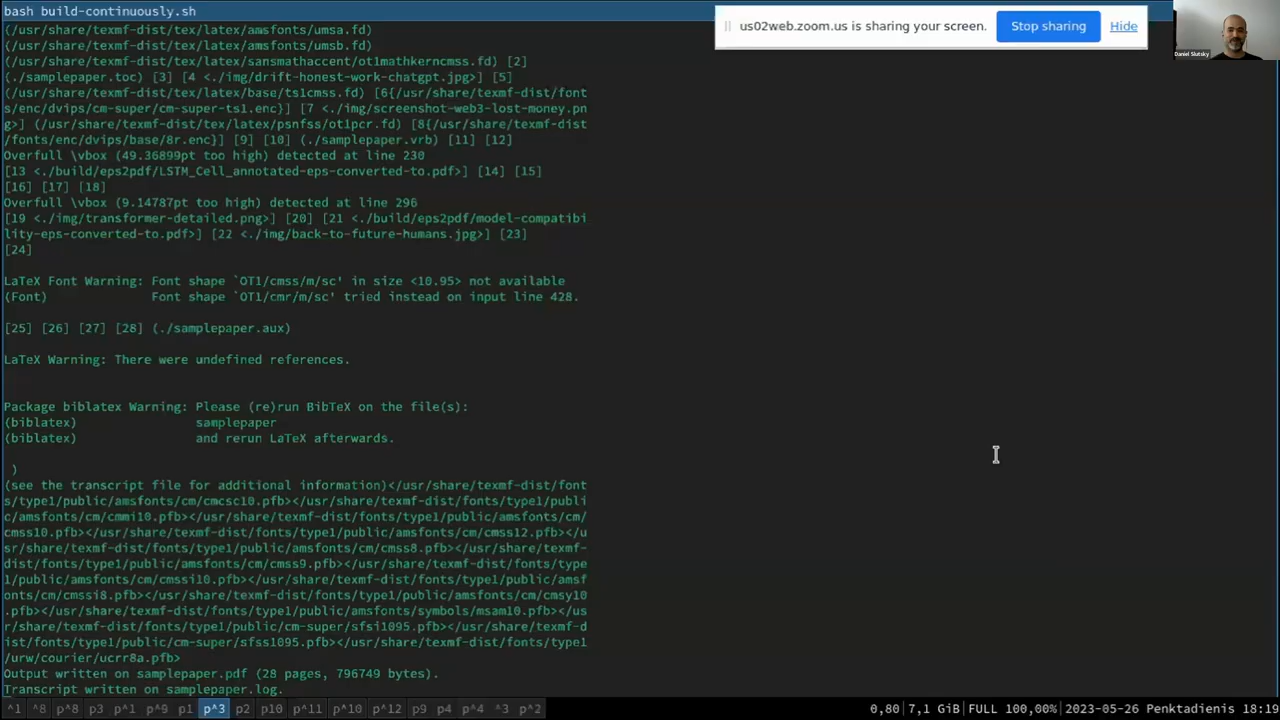 bash build-continuously.sh
us02web.zoom.us is sharing your screen.
Stop sharing
Hide
Daniel Slutsky
(/usr/share/texmf-dist/tex/latex/amsfonts/umsa.fd)
(/usr/share/texmf-dist/tex/latex/amsfonts/umsb.fd)
(/usr/share/texmf-dist/tex/latex/sansmathaccent/ot1mathkerncmss.fd) [2]
(./samplepaper.toc) [3] [4 <./img/drift-honest-work-chatgpt.jpg>] [5]
(/usr/share/texmf-dist/tex/latex/base/ts1cmss.fd) [6{/usr/share/texmf-dist/font
s/enc/dvips/cm-super/cm-super-ts1.enc}] [7 <./img/screenshot-web3-lost-money.pn
g>] (/usr/share/texmf-dist/tex/latex/psnfss/ot1pcr.fd) [8{/usr/share/texmf-dist
/fonts/enc/dvips/base/8r.enc}] [9] [10] (./samplepaper.vrb) [11] [12]
Overfull \vbox (49.36899pt too high) detected at line 230
[13 <./build/eps2pdf/LSTM_Cell_annotated-eps-converted-to.pdf>] [14] [15]
[16] [17] [18]
Overfull \vbox (9.14787pt too high) detected at line 296
[19 <./img/transformer-detailed.png>] [20] [21 <./build/eps2pdf/model-compatibi
lity-eps-converted-to.pdf>] [22 <./img/back-to-future-humans.jpg>] [23]
[24]
LaTeX Font Warning: Font shape `OT1/cmss/m/sc' in size <10.95> not available
(Font) Font shape `OT1/cmr/m/sc' tried instead on input line 428.
[25] [26] [27] [28] (./samplepaper.aux)
LaTeX Warning: There were undefined references.
Package biblatex Warning: Please (re)run BibTeX on the file(s):
(biblatex) samplepaper
(biblatex) and rerun LaTeX afterwards.
)
(see the transcript file for additional information)</usr/share/texmf-dist/font
s/type1/public/amsfonts/cm/cmcsc10.pfb></usr/share/texmf-dist/fonts/type1/publi
c/amsfonts/cm/cmmi10.pfb></usr/share/texmf-dist/fonts/type1/public/amsfonts/cm/
cmss10.pfb></usr/share/texmf-dist/fonts/type1/public/amsfonts/cm/cmss12.pfb></u
sr/share/texmf-dist/fonts/type1/public/amsfonts/cm/cmss8.pfb></usr/share/texmf-
dist/fonts/type1/public/amsfonts/cm/cmss9.pfb></usr/share/texmf-dist/fonts/type
1/public/amsfonts/cm/cmssi10.pfb></usr/share/texmf-dist/fonts/type1/public/amsf
onts/cm/cmssi8.pfb></usr/share/texmf-dist/fonts/type1/public/amsfonts/cm/cmsy10
.pfb></usr/share/texmf-dist/fonts/type1/public/amsfonts/symbols/msam10.pfb></us
r/share/texmf-dist/fonts/type1/public/cm-super/sfsi1095.pfb></usr/share/texmf-d
ist/fonts/type1/public/cm-super/sfss1095.pfb></usr/share/texmf-dist/fonts/type1
/urw/courier/ucrr8a.pfb>
Output written on samplepaper.pdf (28 pages, 796749 bytes).
Transcript written on samplepaper.log.
^1 ^8 p^8 p3 p^1 p^9 p1 p^3 p2 p10 p^11 p^10 p^12 p9 p4 p^4 ^3 p^2 0,80|7,1 GiB|FULL 100,00%|2023-05-26 Penktadienis 18:19